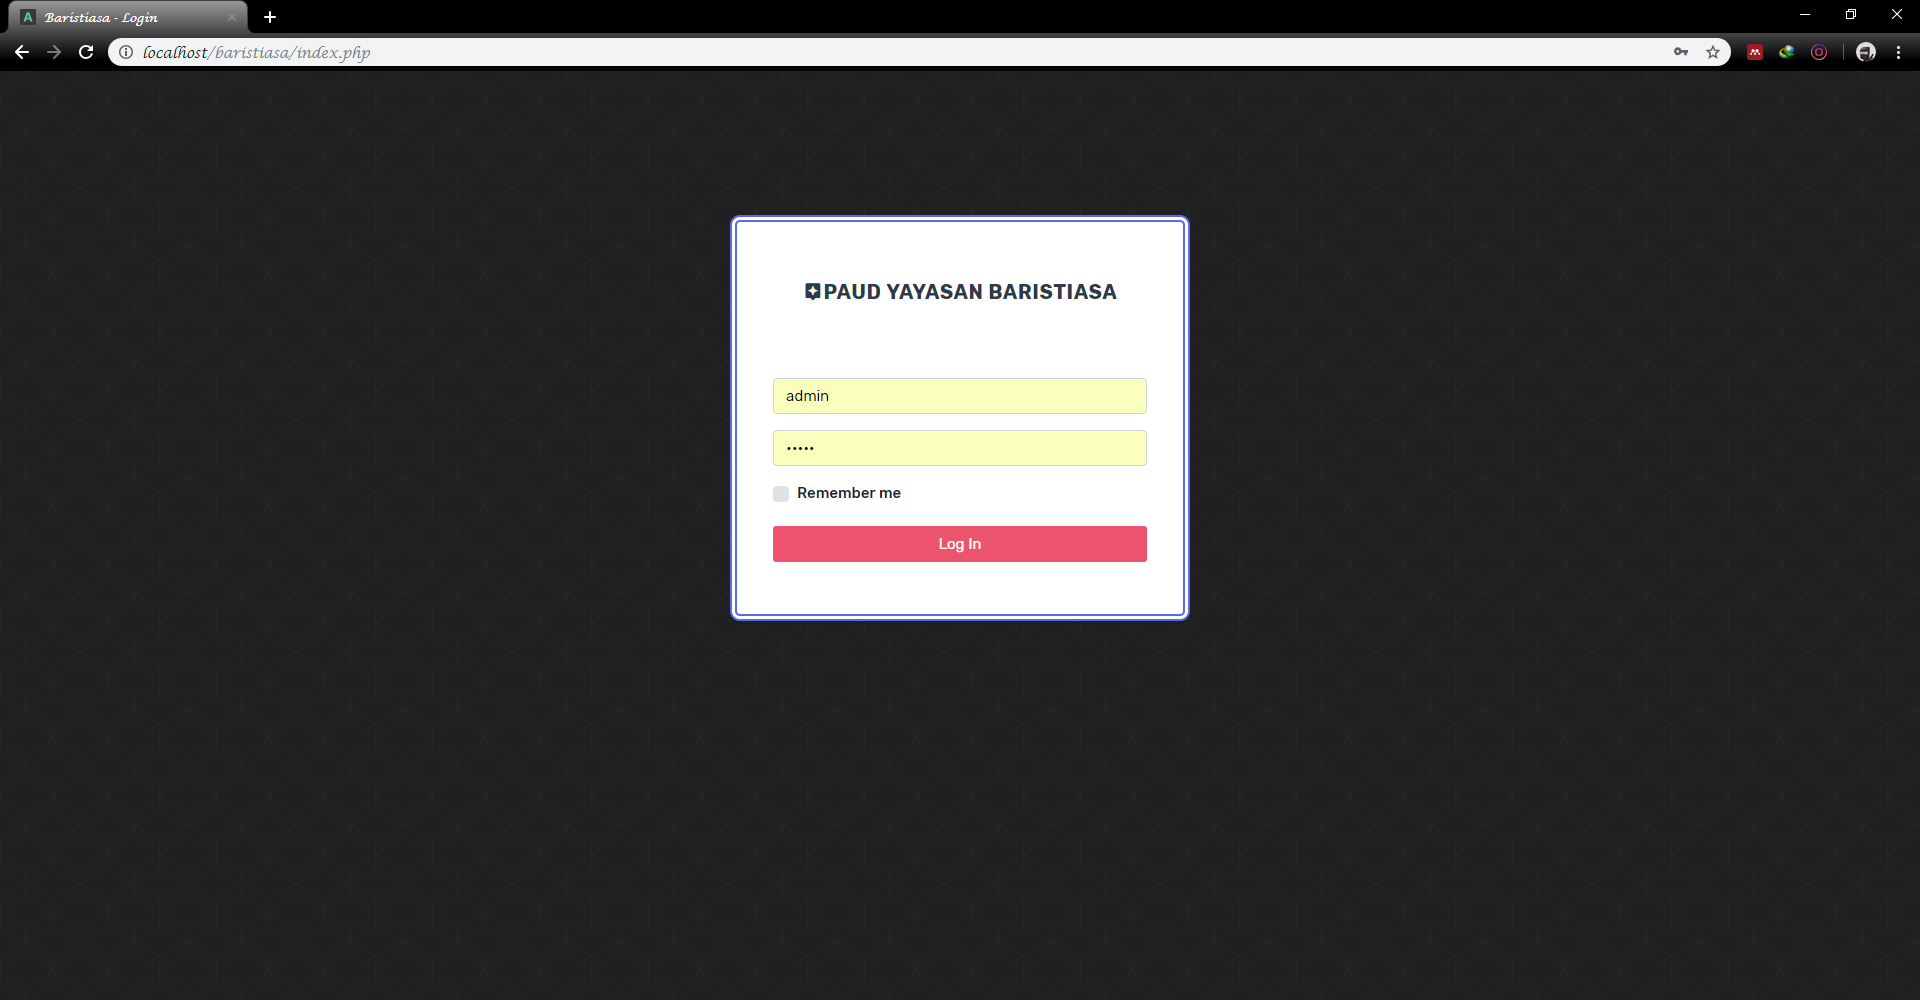 A Baristiasa - Login
localhost/baristiasa/index.php
PAUD YAYASAN BARISTIASA
admin
•••••
Remember me
Log In